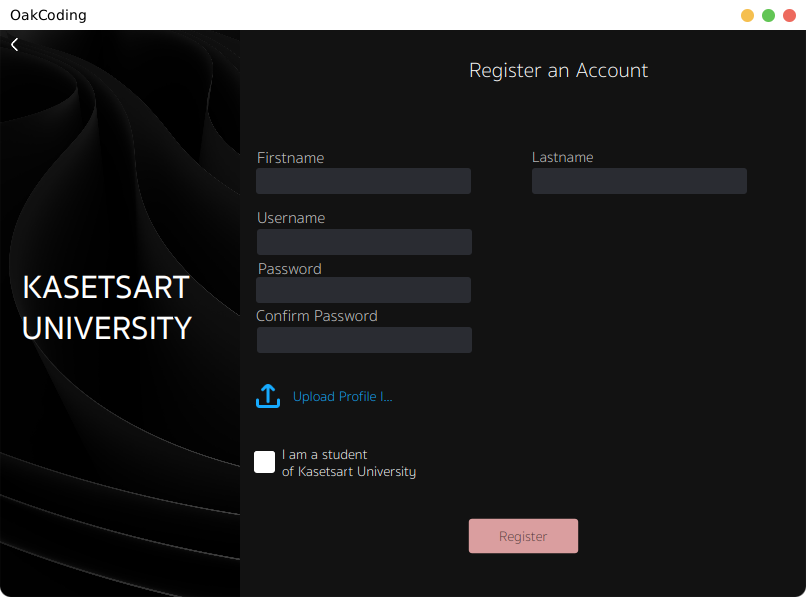 OakCoding
Register an Account
Firstname
Lastname
Username
Password
Confirm Password
KASETSART
UNIVERSITY
Upload Profile I...
I am a student
of Kasetsart University
Register